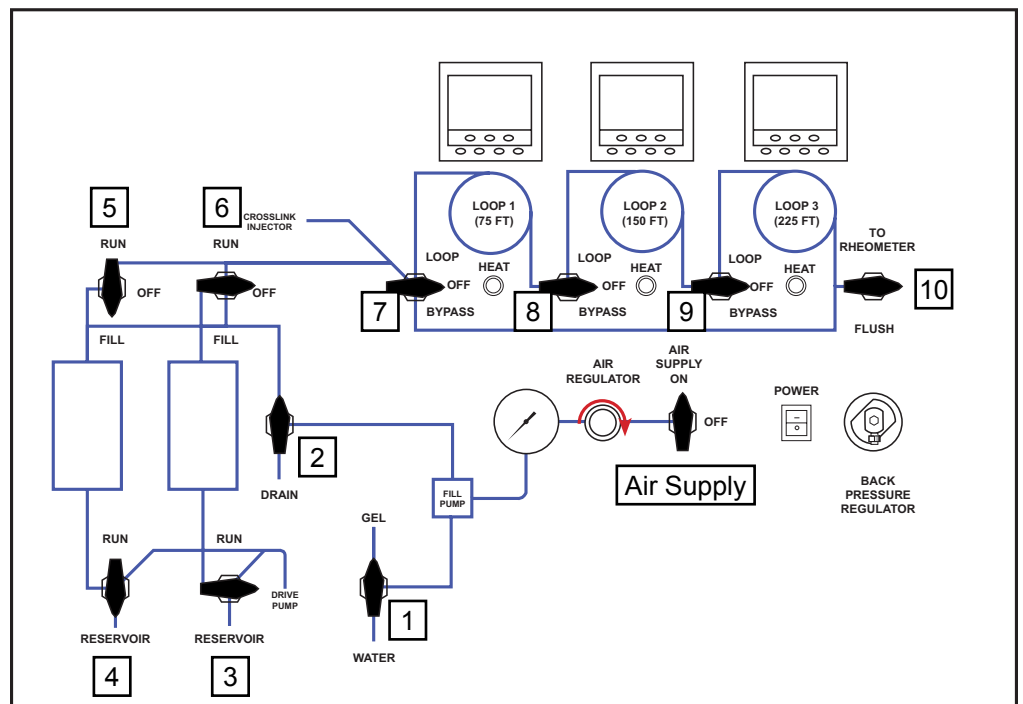 5
6
RUN
RUN
CROSSLINK
INJECTOR
OFF
OFF
FILL
FILL
LOOP 1
(75 FT)
LOOP 2
(150 FT)
LOOP 3
(225 FT)
LOOP
HEAT
OFF
BYPASS
7
LOOP
HEAT
OFF
BYPASS
8
LOOP
HEAT
OFF
BYPASS
9
TO
RHEOMETER
10
FLUSH
2
DRAIN
AIR
REGULATOR
AIR
SUPPLY
ON
OFF
Air Supply
POWER
BACK
PRESSURE
REGULATOR
FILL
PUMP
GEL
1
WATER
RUN
RUN
DRIVE
PUMP
RESERVOIR
RESERVOIR
4
3